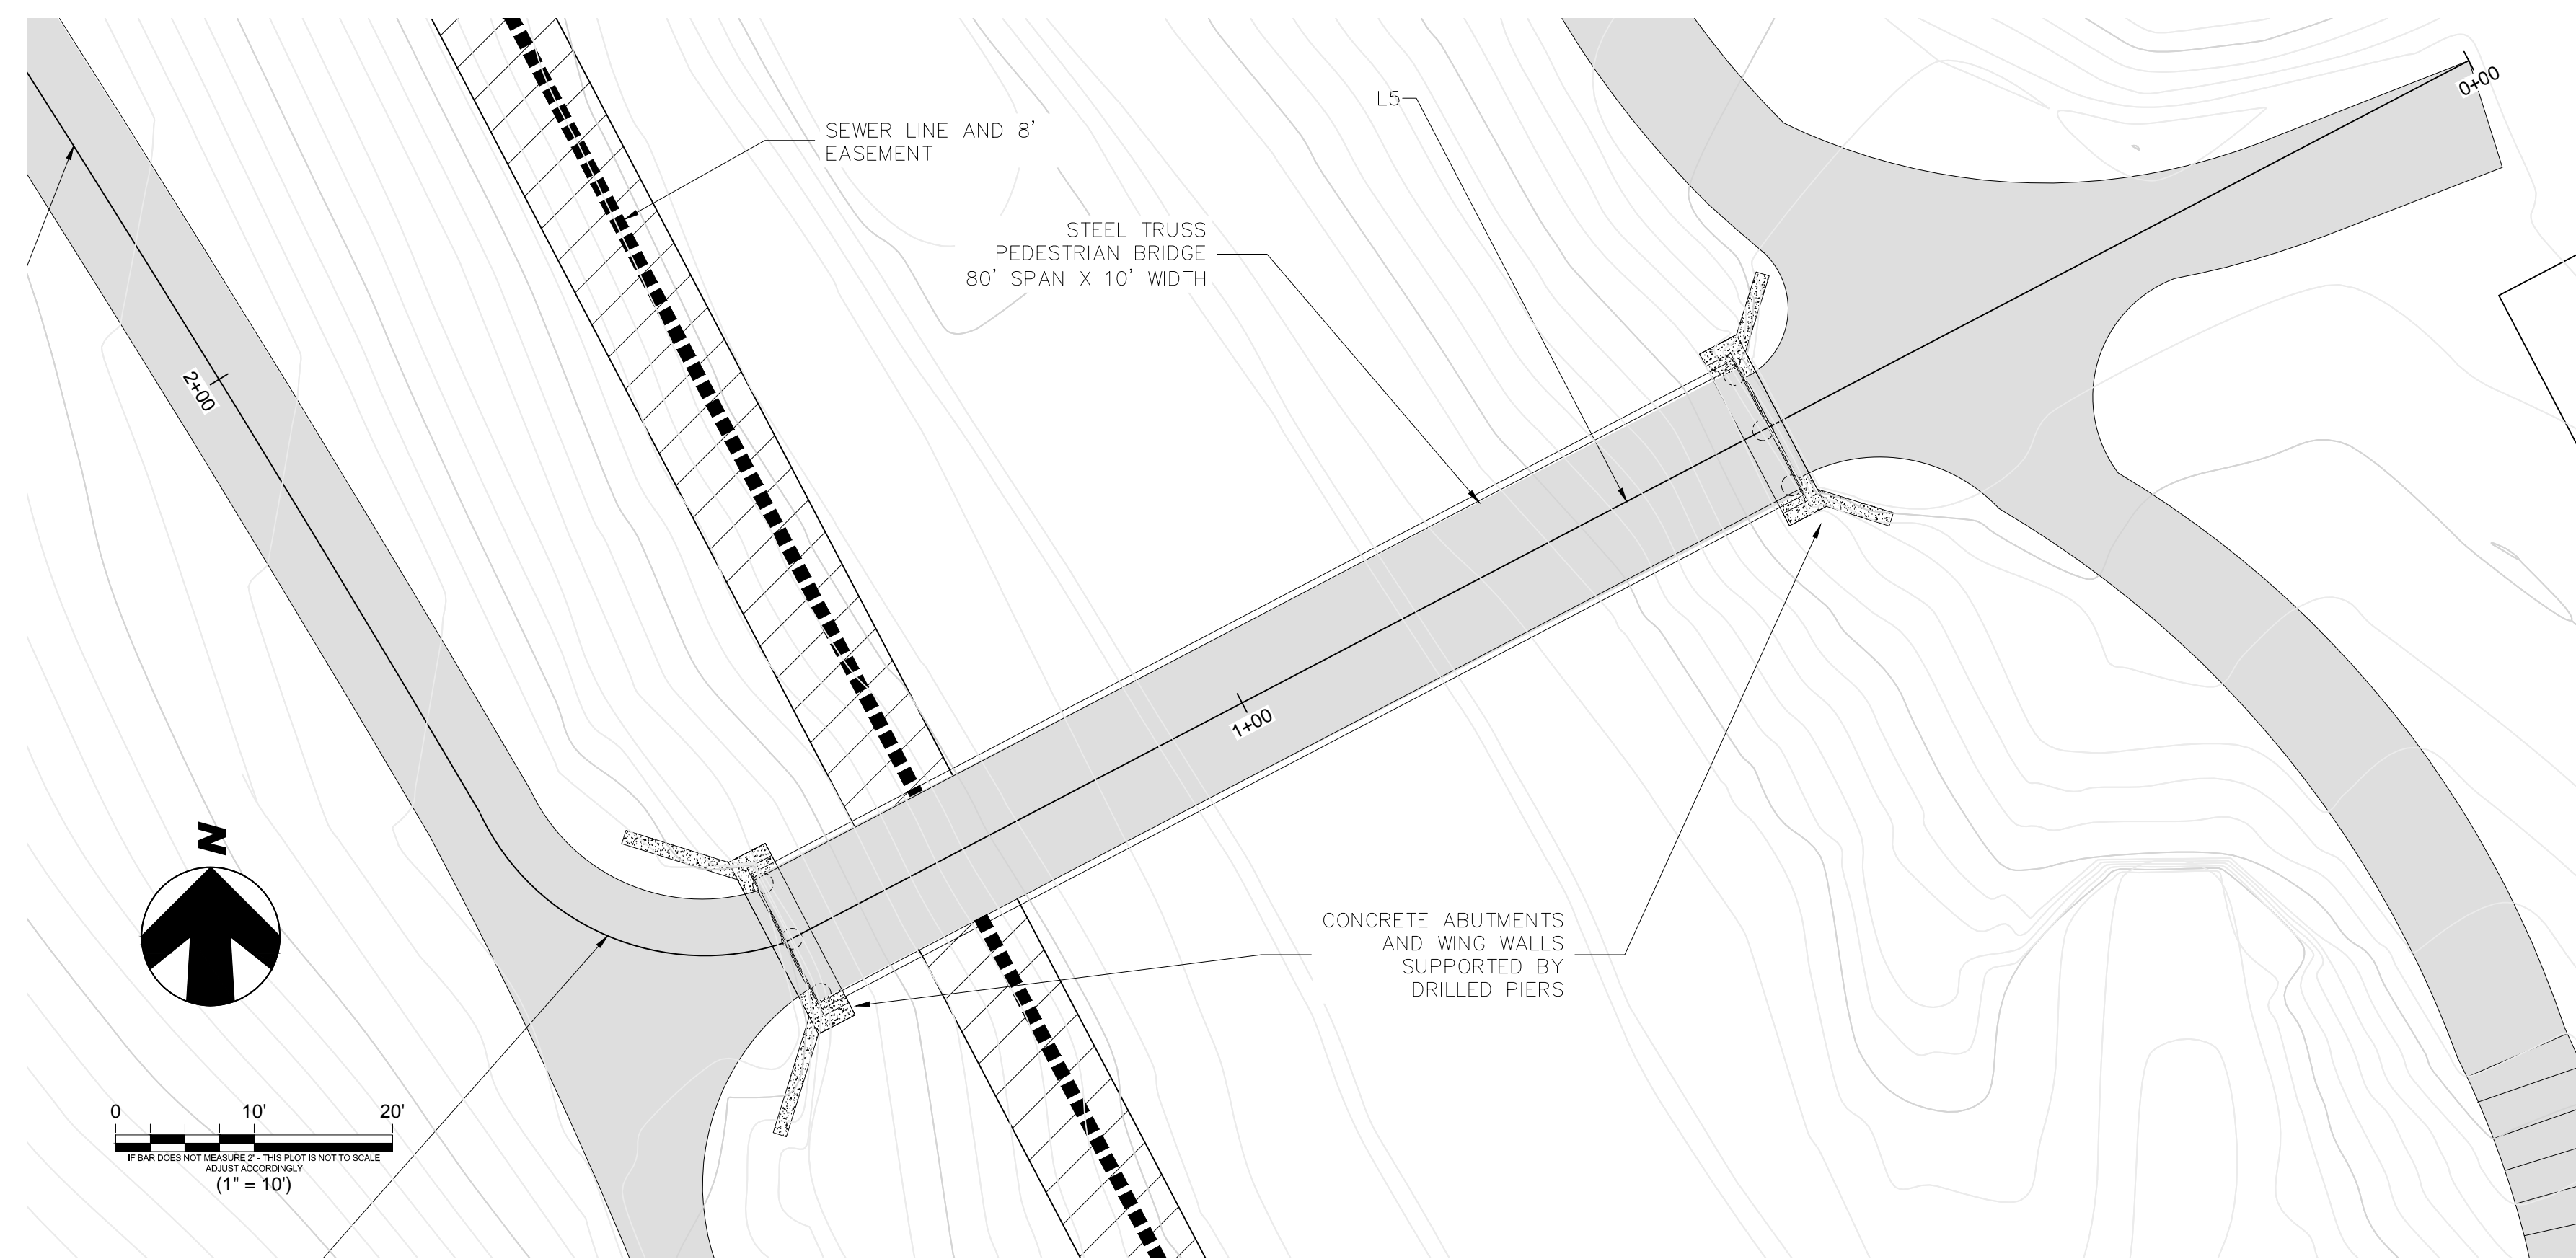 0+00
L5
SEWER LINE AND 8'
EASEMENT
STEEL TRUSS
PEDESTRIAN BRIDGE
80' SPAN X 10' WIDTH
2+00
1+00
N
CONCRETE ABUTMENTS
AND WING WALLS
SUPPORTED BY
DRILLED PIERS
0 10' 20'
IF BAR DOES NOT MEASURE 2" - THIS PLOT IS NOT TO SCALE
ADJUST ACCORDINGLY
(1" = 10')